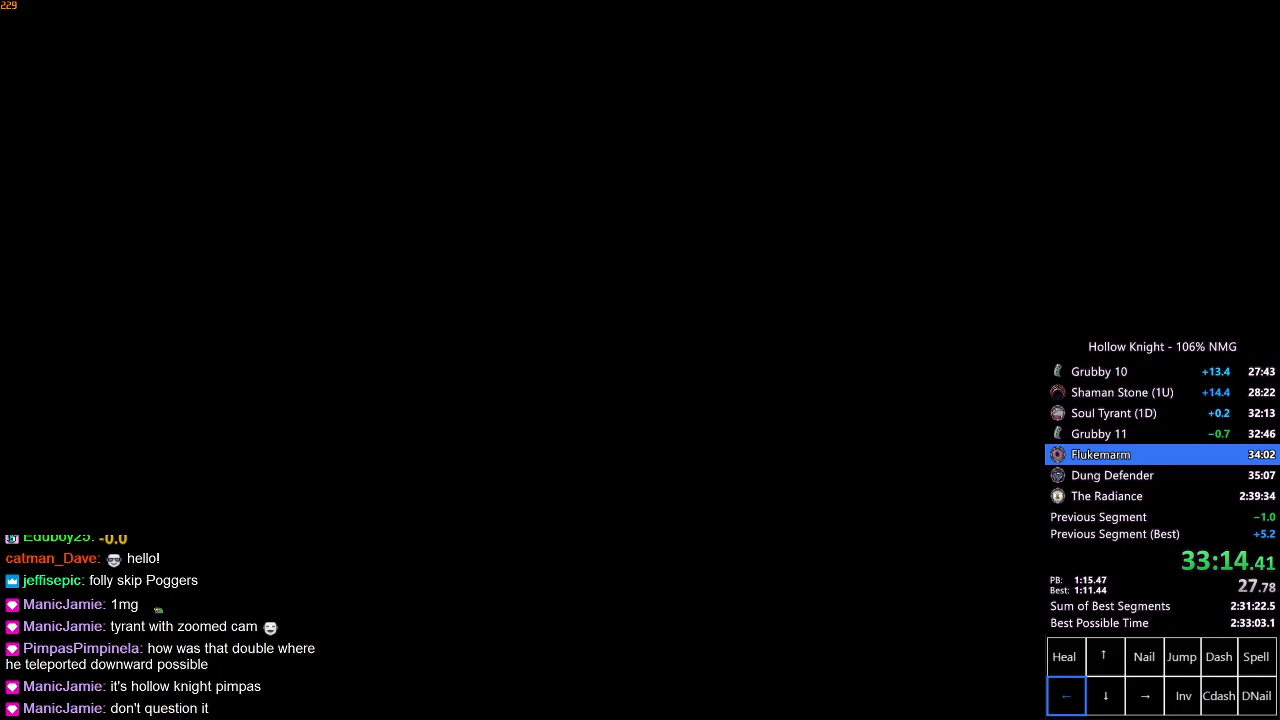 229
Hollow Knight - 106% NMG
Grubby 10 +13.4 27:43
Shaman Stone (1U) +14.4 28:22
Soul Tyrant (1D) +0.2 32:13
Grubby 11 −0.7 32:46
Flukemarm 34:02
Dung Defender 35:07
The Radiance 2:39:34
Previous Segment −1.0
Previous Segment (Best) +5.2
33:14.41
PB: 1:15.47
Best: 1:11.44
27.78
Sum of Best Segments 2:31:22.5
Best Possible Time 2:33:03.1
Heal ↑ Nail Jump Dash Spell
← ↓ → Inv Cdash DNail
Eduboy25: -0.0
catman_Dave: hello!
jeffisepic: folly skip Poggers
ManicJamie: 1mg
ManicJamie: tyrant with zoomed cam
PimpasPimpinela: how was that double where
he teleported downward possible
ManicJamie: it's hollow knight pimpas
ManicJamie: don't question it